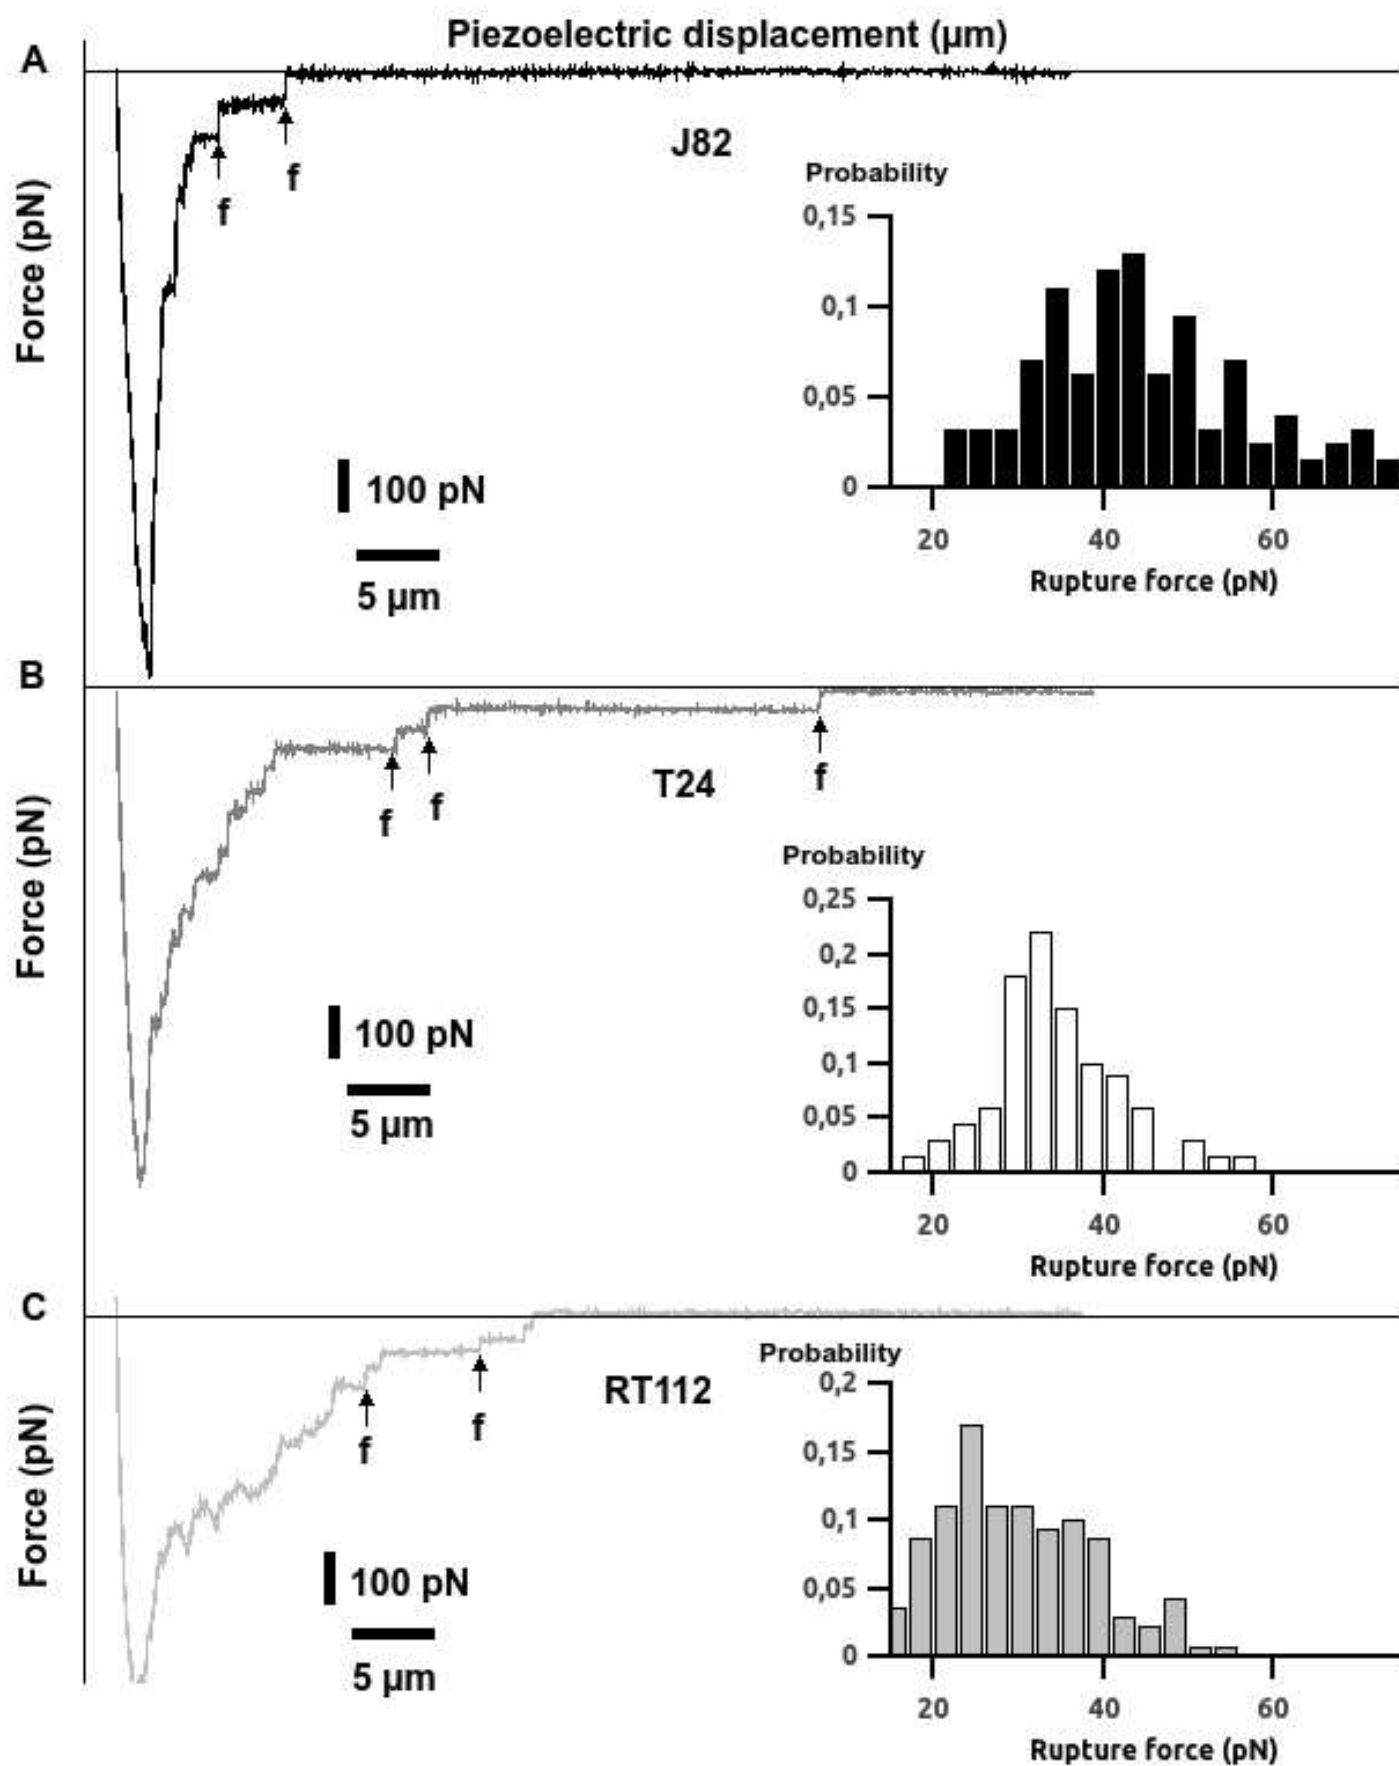 Piezoelectric displacement (µm)
A
Force (pN)
J82
f
f
100 pN
5 µm
Probability
0,15
0,1
0,05
0
20 40 60
Rupture force (pN)
B
Force (pN)
T24
f
f
f
100 pN
5 µm
Probability
0,25
0,2
0,15
0,1
0,05
0
20 40 60
Rupture force (pN)
C
Force (pN)
RT112
f
f
100 pN
5 µm
Probability
0,2
0,15
0,1
0,05
0
20 40 60
Rupture force (pN)